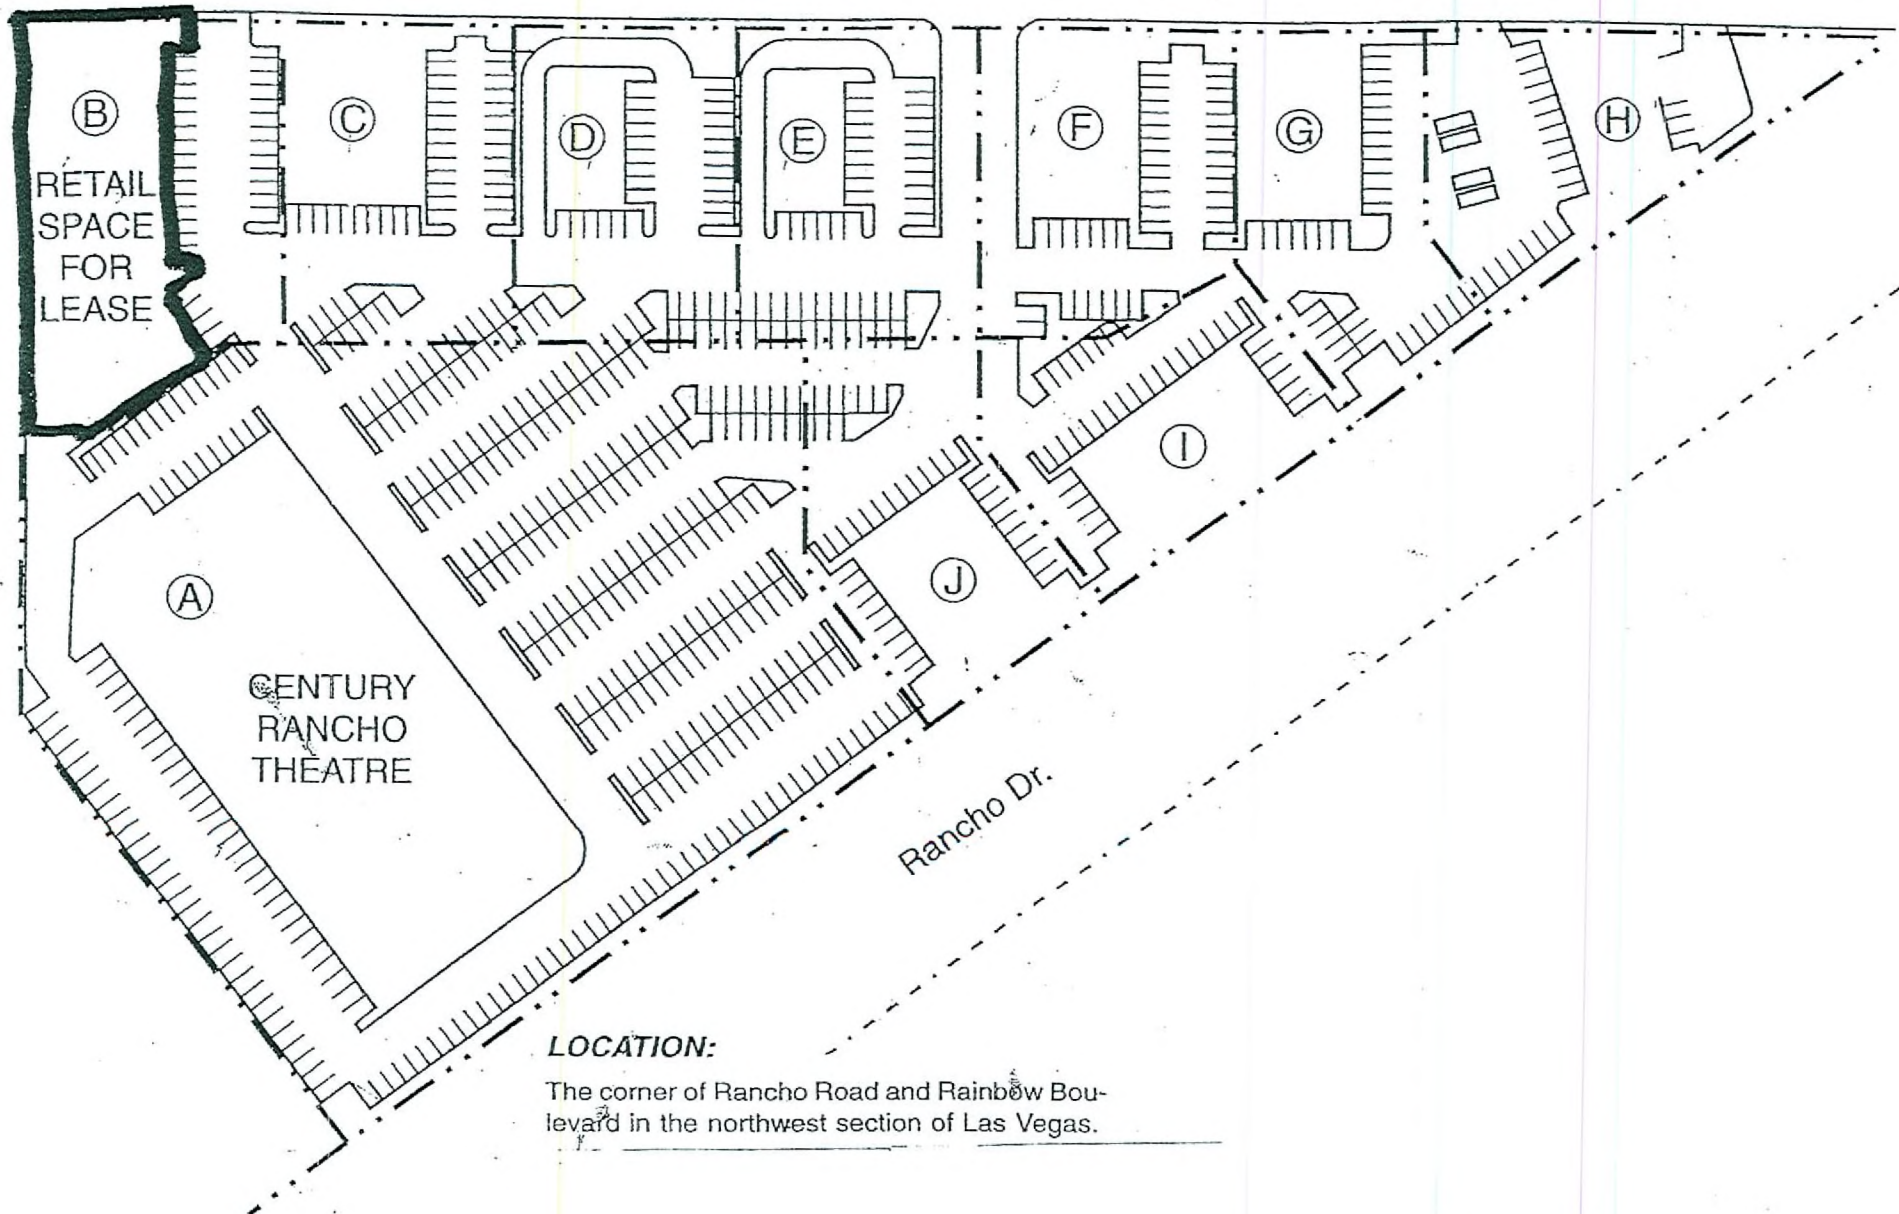 B
RETAIL
SPACE
FOR
LEASE
C
D
E
F
G
H
I
J
A
CENTURY
RANCHO
THEATRE
Rancho Dr.
LOCATION:
The corner of Rancho Road and Rainbow Bou-
levard in the northwest section of Las Vegas.